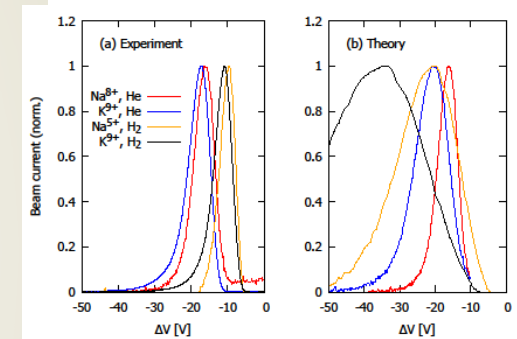 (a) Experiment
(b) Theory
Na8+, He
K9+, He
Na5+, H2
K9+, H2
Beam current (norm.)
1.2
1
0.8
0.6
0.4
0.2
0
-50 -40 -30 -20 -10 0
ΔV [V]
1.2
1
0.8
0.6
0.4
0.2
0
-50 -40 -30 -20 -10 0
ΔV [V]